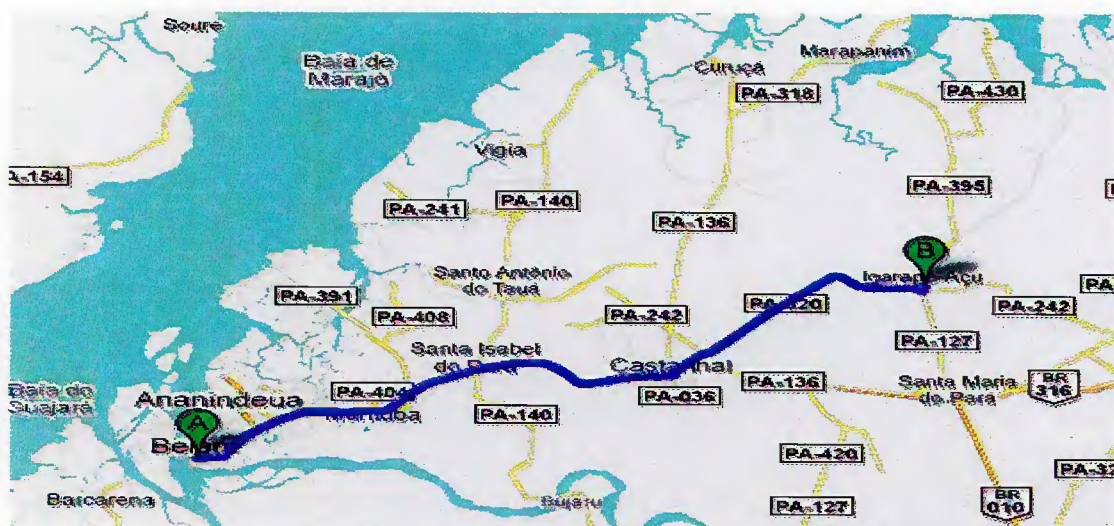 Soure
Baía de
Marajó
Marapanim
Curuçá
PA-318
PA-430
Vigia
A-154
PA-241
PA-140
PA-395
PA-136
B
Santo Antônio
do Tauá
PA-391
PA-242
PA-408
PA-242
PA-127
Santa Isabel
PA-404
Castanhal
PA-036
PA-136
Santa Maria
do Pará
BR
316
Baía do
Guajará
Ananindeua
A
PA-140
PA-420
Barcarena
Bujaru
PA-127
BR
010